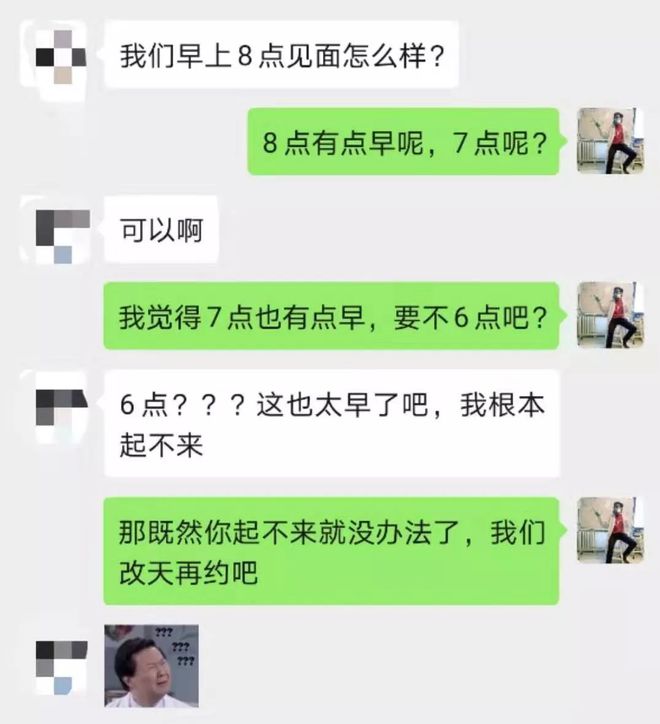 我们早上8点见面怎么样？
8点有点早呢，7点呢？
可以啊
我觉得7点也有点早，要不6点吧？
6点？？？这也太早了吧，我根本
起不来
那既然你起不来就没办法了，我们
改天再约吧
???
???
???